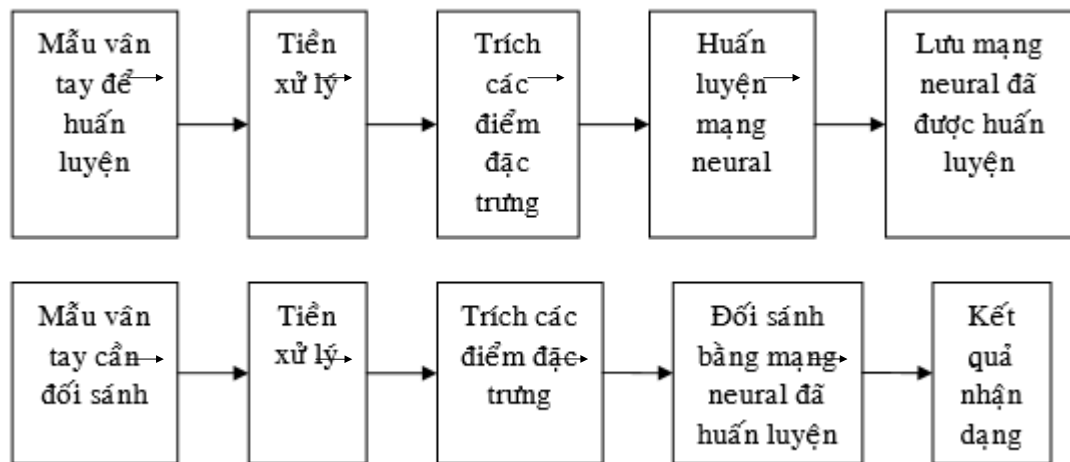 Mẫu vân
tay để
huấn
luyện
Tiền
xử lý
Trích
các
điểm
đặc
trưng
Huấn
luyện
mạng
neural
Lưu mạng
neural đã
được huấn
luyện
Mẫu vân
tay cần
đối sánh
Tiền
xử lý
Trích các
điểm đặc
trưng
Đối sánh
bằng mạng
neural đã
huấn luyện
Kết
quả
nhận
dạng